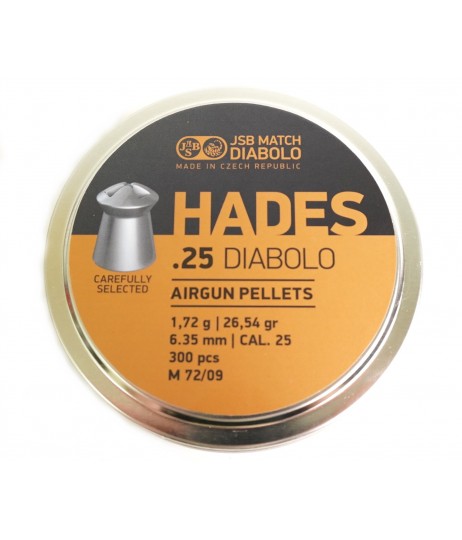 JSB
JSB MATCH
DIABOLO
MADE IN CZECH REPUBLIC
HADES
.25 DIABOLO
CAREFULLY
SELECTED
AIRGUN PELLETS
1,72 g | 26,54 gr
6.35 mm | CAL. 25
300 pcs
M 72/09